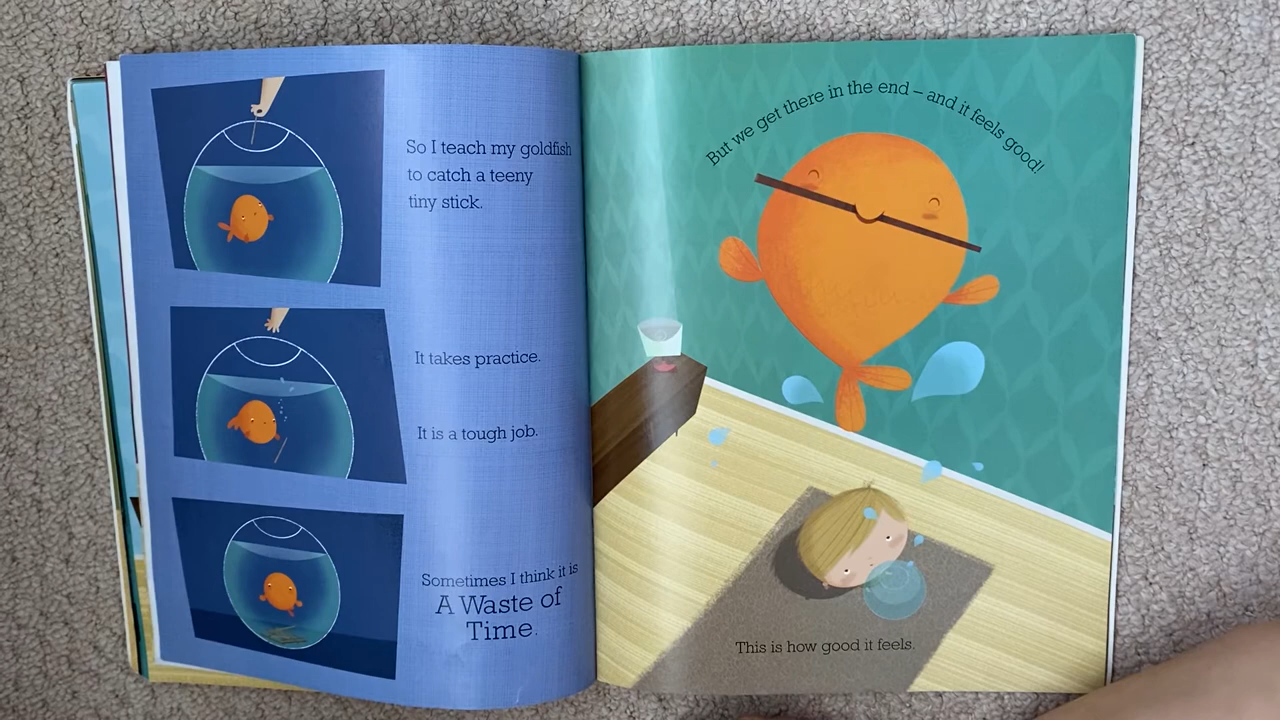 So I teach my goldfish
to catch a teeny
tiny stick.
It takes practice.
It is a tough job.
Sometimes I think it is
A Waste of
Time.
But we get there in the end – and it feels good!
This is how good it feels.